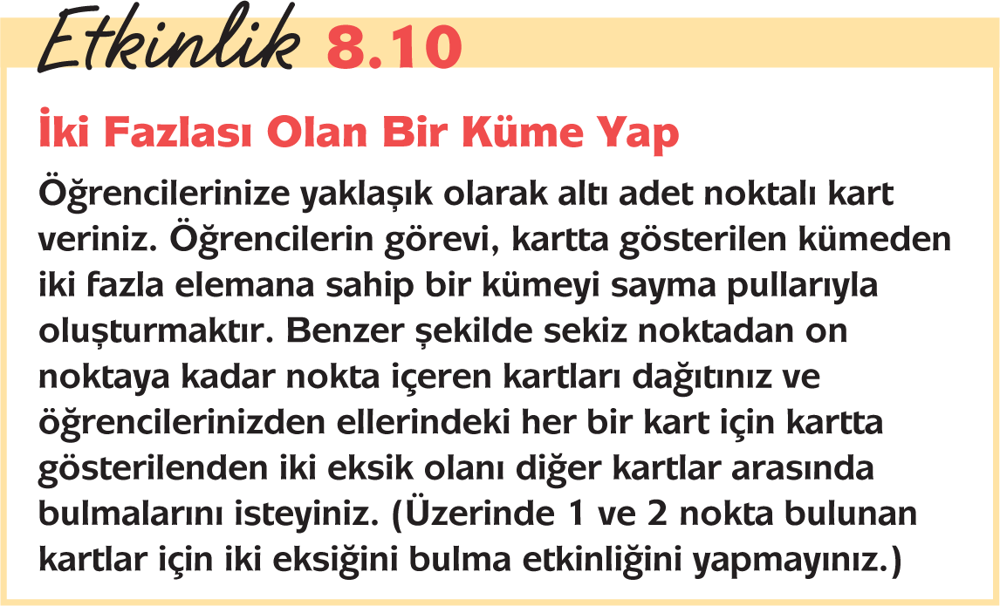 Etkinlik 8.10
İki Fazlası Olan Bir Küme Yap
Öğrencilerinize yaklaşık olarak altı adet noktalı kart
veriniz. Öğrencilerin görevi, kartta gösterilen kümeden
iki fazla elemana sahip bir kümeyi sayma pullarıyla
oluşturmaktır. Benzer şekilde sekiz noktadan on
noktaya kadar nokta içeren kartları dağıtınız ve
öğrencilerinizden ellerindeki her bir kart için kartta
gösterilenden iki eksik olanı diğer kartlar arasında
bulmalarını isteyiniz. (Üzerinde 1 ve 2 nokta bulunan
kartlar için iki eksiğini bulma etkinliğini yapmayınız.)